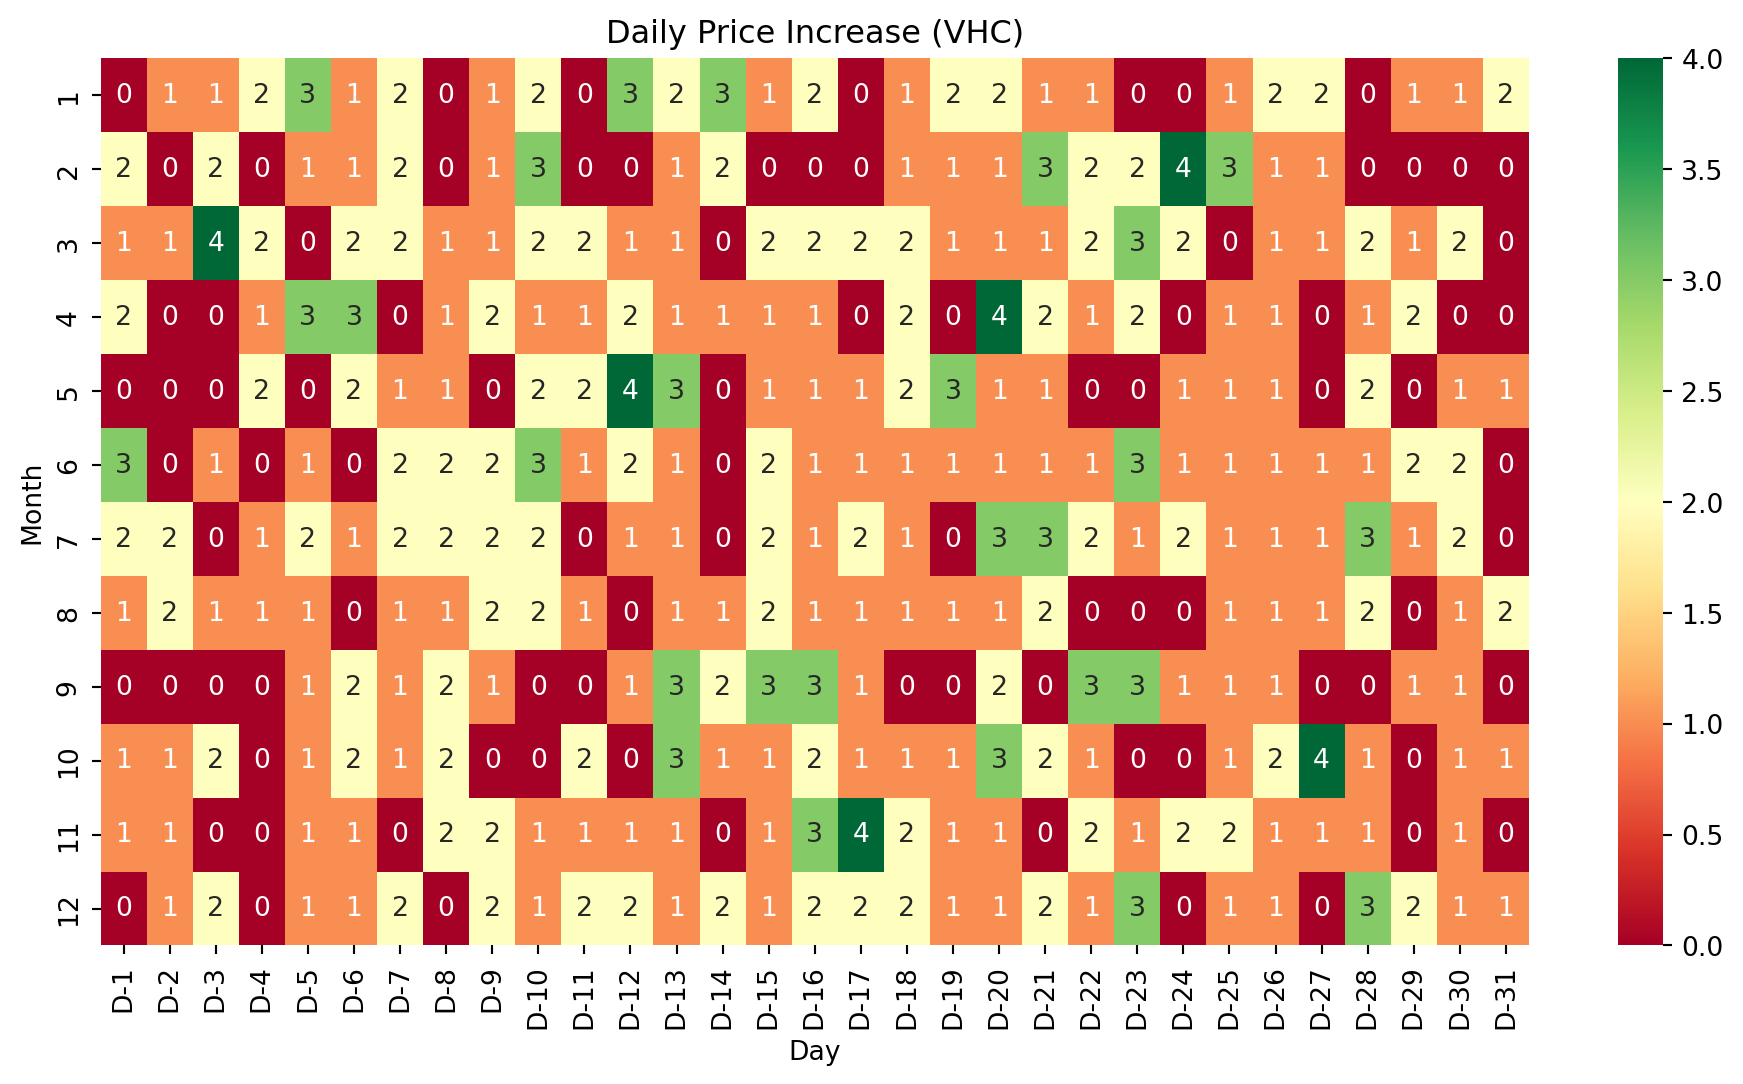 Daily Price Increase (VHC)
1 0 1 1 2 3 1 2 0 1 2 0 3 2 3 1 2 0 1 2 2 1 1 0 0 1 2 2 0 1 1 2
2 2 0 2 0 1 1 2 0 1 3 0 0 1 2 0 0 0 1 1 1 3 2 2 4 3 1 1 0 0 0 0
3 1 1 4 2 0 2 2 1 1 2 2 1 1 0 2 2 2 2 1 1 1 2 3 2 0 1 1 2 1 2 0
4 2 0 0 1 3 3 0 1 2 1 1 2 1 1 1 1 0 2 0 4 2 1 2 0 1 1 0 1 2 0 0
5 0 0 0 2 0 2 1 1 0 2 2 4 3 0 1 1 1 2 3 1 1 0 0 1 1 1 0 2 0 1 1
6 3 0 1 0 1 0 2 2 2 3 1 2 1 0 2 1 1 1 1 1 1 1 3 1 1 1 1 1 2 2 0
7 2 2 0 1 2 1 2 2 2 2 0 1 1 0 2 1 2 1 0 3 3 2 1 2 1 1 1 3 1 2 0
8 1 2 1 1 1 0 1 1 2 2 1 0 1 1 2 1 1 1 1 1 2 0 0 0 1 1 1 2 0 1 2
9 0 0 0 0 1 2 1 2 1 0 0 1 3 2 3 3 1 0 0 2 0 3 3 1 1 1 0 0 1 1 0
10 1 1 2 0 1 2 1 2 0 0 2 0 3 1 1 2 1 1 1 3 2 1 0 0 1 2 4 1 0 1 1
11 1 1 0 0 1 1 0 2 2 1 1 1 1 0 1 3 4 2 1 1 0 2 1 2 2 1 1 1 0 1 0
12 0 1 2 0 1 1 2 0 2 1 2 2 1 2 1 2 2 2 1 1 2 1 3 0 1 1 0 3 2 1 1
Month
D-1 D-2 D-3 D-4 D-5 D-6 D-7 D-8 D-9 D-10 D-11 D-12 D-13 D-14 D-15 D-16 D-17 D-18 D-19 D-20 D-21 D-22 D-23 D-24 D-25 D-26 D-27 D-28 D-29 D-30 D-31
Day
4.0
3.5
3.0
2.5
2.0
1.5
1.0
0.5
0.0